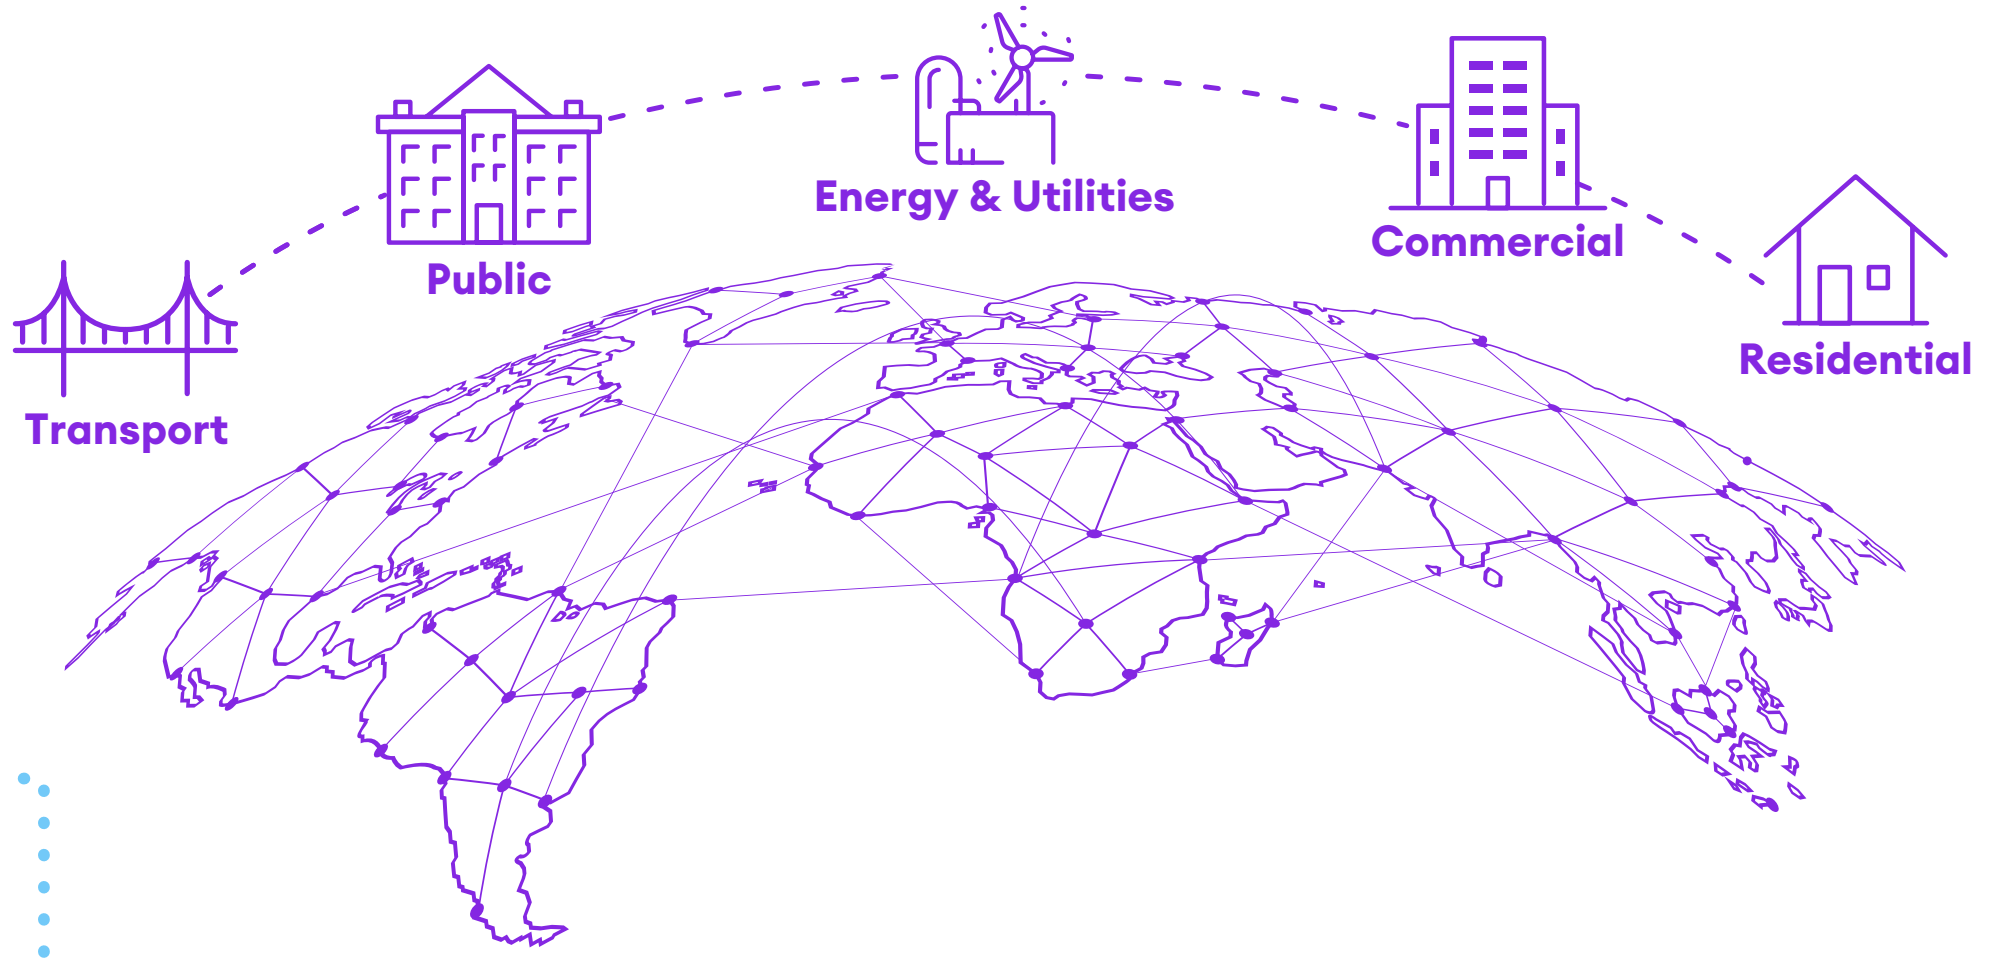 Transport
Public
Energy & Utilities
Commercial
Residential